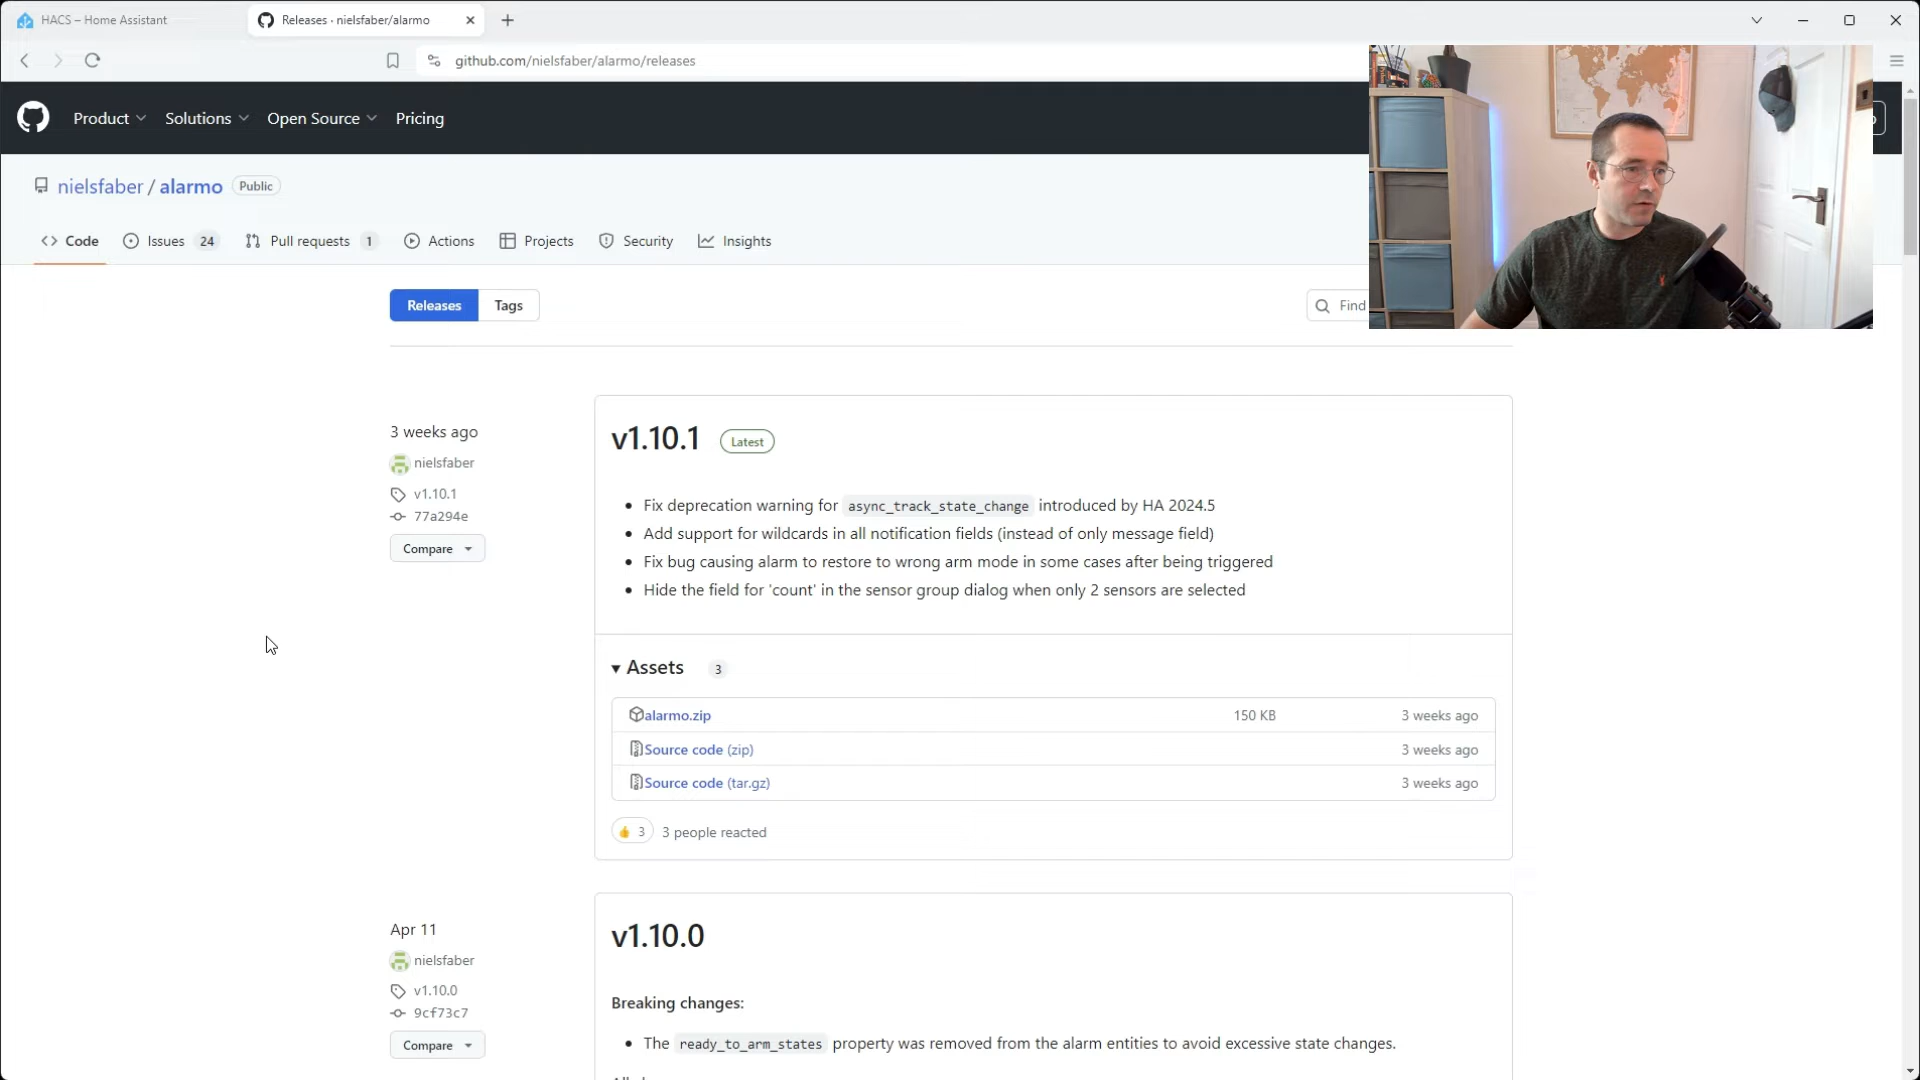 HACS – Home Assistant
Releases · nielsfaber/alarmo
github.com/nielsfaber/alarmo/releases
Product
Solutions
Open Source
Pricing
nielsfaber / alarmo
Public
Code
Issues 24
Pull requests 1
Actions
Projects
Security
Insights
Releases
Tags
Find
3 weeks ago
nielsfaber
v1.10.1
77a294e
Compare
v1.10.1
Latest
• Fix deprecation warning for async_track_state_change introduced by HA 2024.5
• Add support for wildcards in all notification fields (instead of only message field)
• Fix bug causing alarm to restore to wrong arm mode in some cases after being triggered
• Hide the field for 'count' in the sensor group dialog when only 2 sensors are selected
Assets 3
alarmo.zip 150 KB 3 weeks ago
Source code (zip) 3 weeks ago
Source code (tar.gz) 3 weeks ago
👍 3 3 people reacted
Apr 11
nielsfaber
v1.10.0
9cf73c7
Compare
v1.10.0
Breaking changes:
• The ready_to_arm_states property was removed from the alarm entities to avoid excessive state changes.